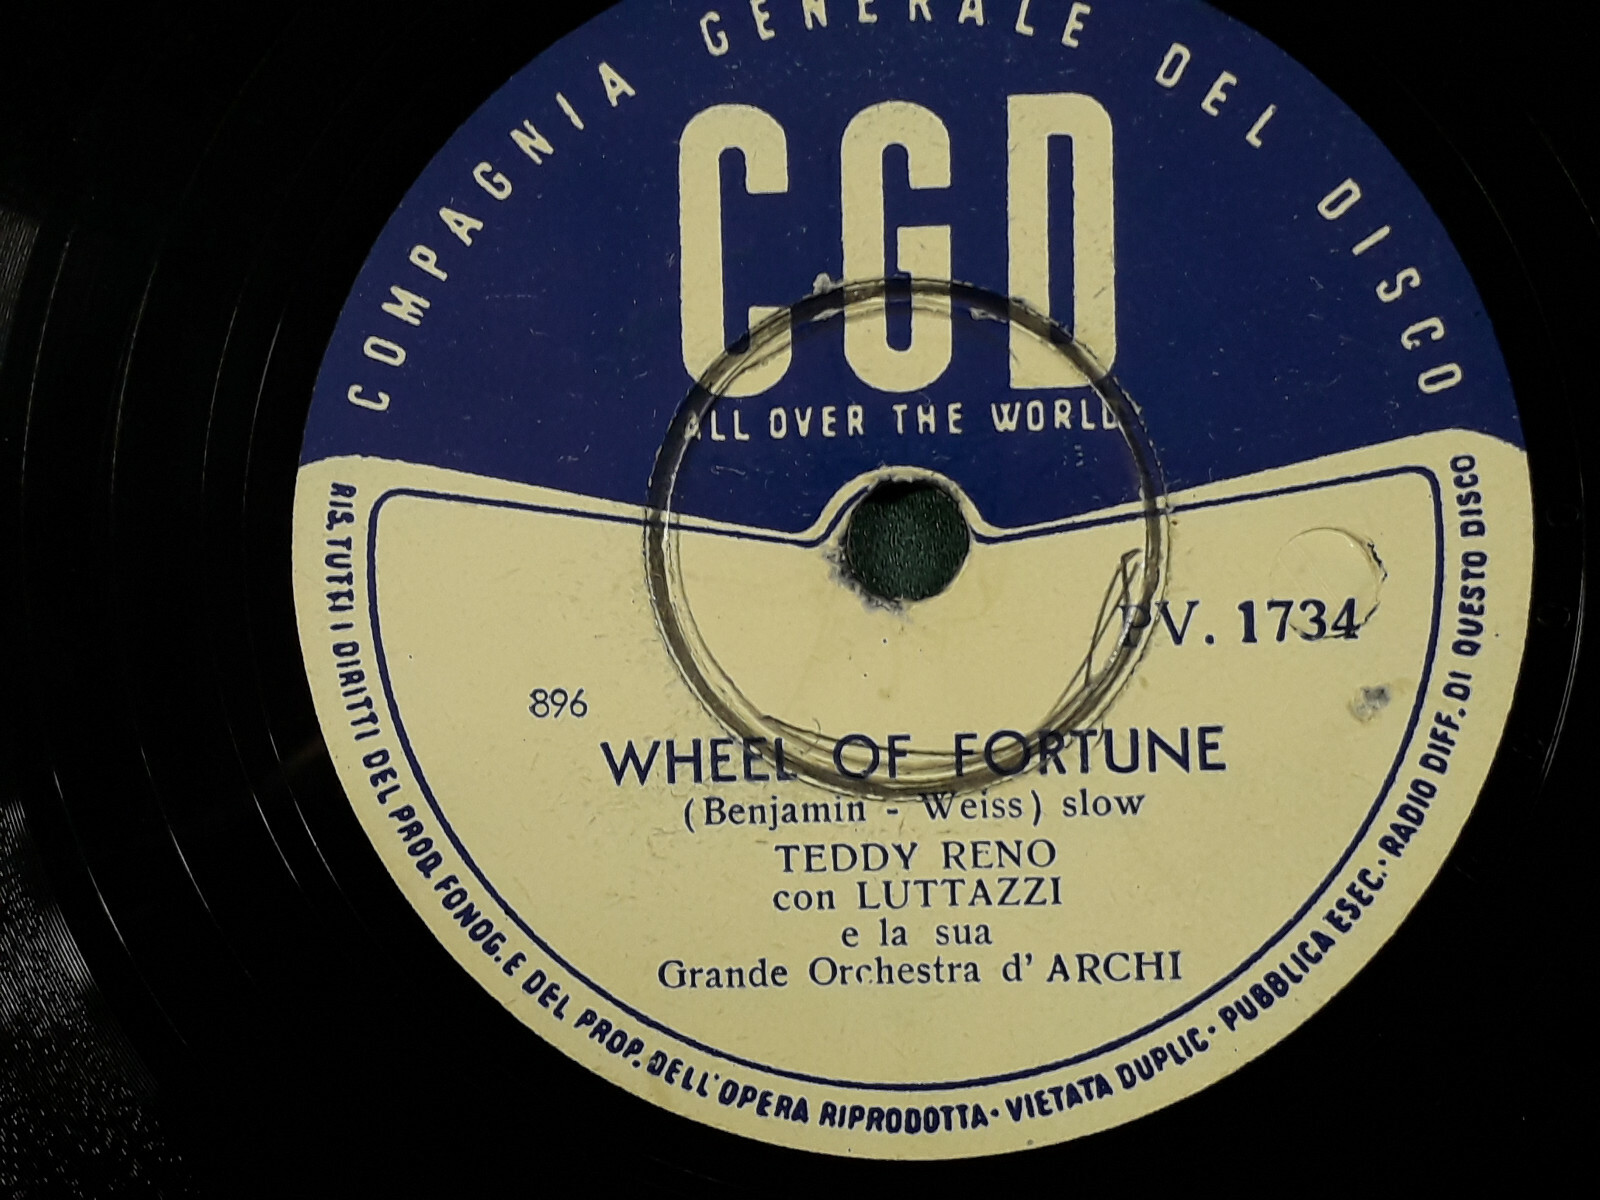 COMPAGNIA GENERALE DEL DISCO
CGD
ALL OVER THE WORLD
PV. 1734
896
WHEEL OF FORTUNE
(Benjamin - Weiss) slow
TEDDY RENO
con LUTTAZZI
e la sua
Grande Orchestra d' ARCHI
RIS. TUTTI I DIRITTI DEL PROD. FONOG. E DEL PROP. DELL'OPERA RIPRODOTTA • VIETATA DUPLIC • PUBBLICA ESEC. • RADIO DIFF. DI QUESTO DISCO